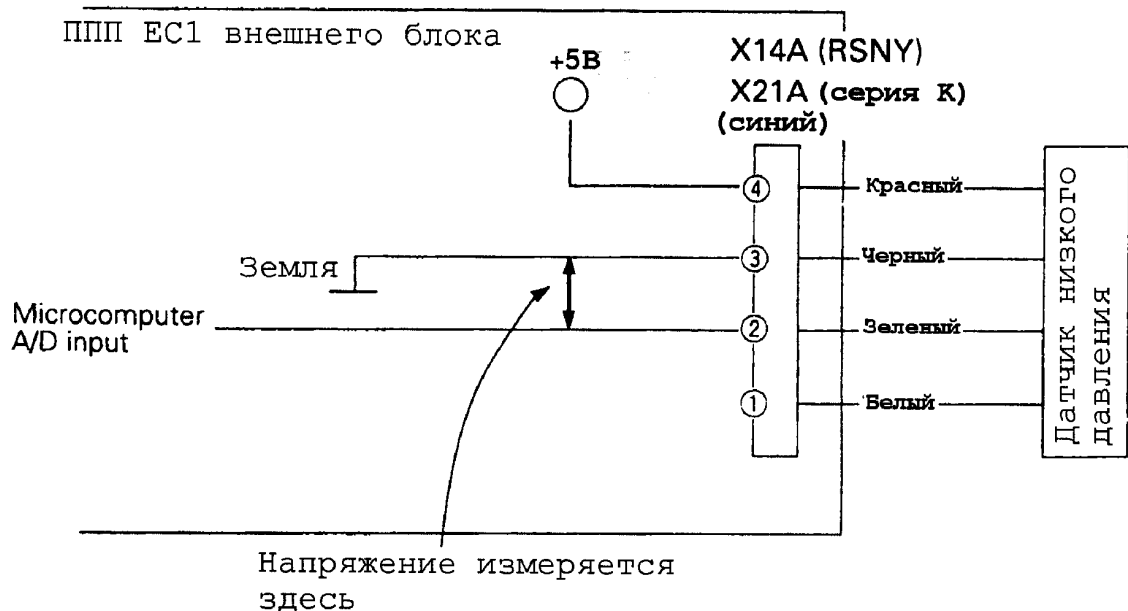 ППП EC1 внешнего блока
+5В
X14A (RSNY)
X21A (серия К)
(синий)
4
Красный
3
Черный
Земля
Microcomputer
A/D input
2
Зеленый
1
Белый
Датчик низкого
давления
Напряжение измеряется
здесь